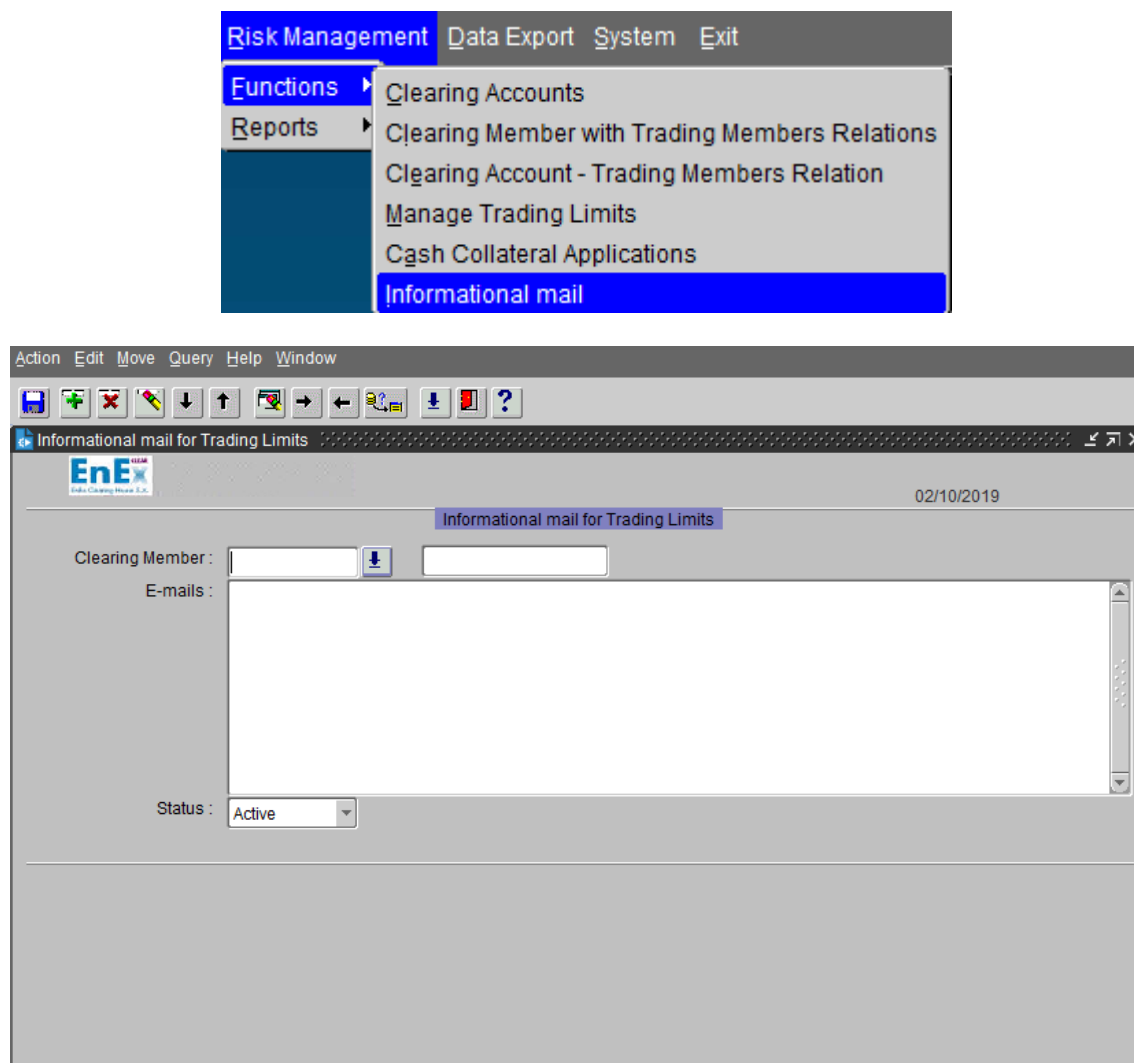 Risk Management Data Export System Exit
Functions
Reports
Clearing Accounts
Clearing Member with Trading Members Relations
Clearing Account - Trading Members Relation
Manage Trading Limits
Cash Collateral Applications
Informational mail
Action Edit Move Query Help Window
?
Informational mail for Trading Limits
EnEx CLEAR
02/10/2019
Informational mail for Trading Limits
Clearing Member :
E-mails :
Status : Active